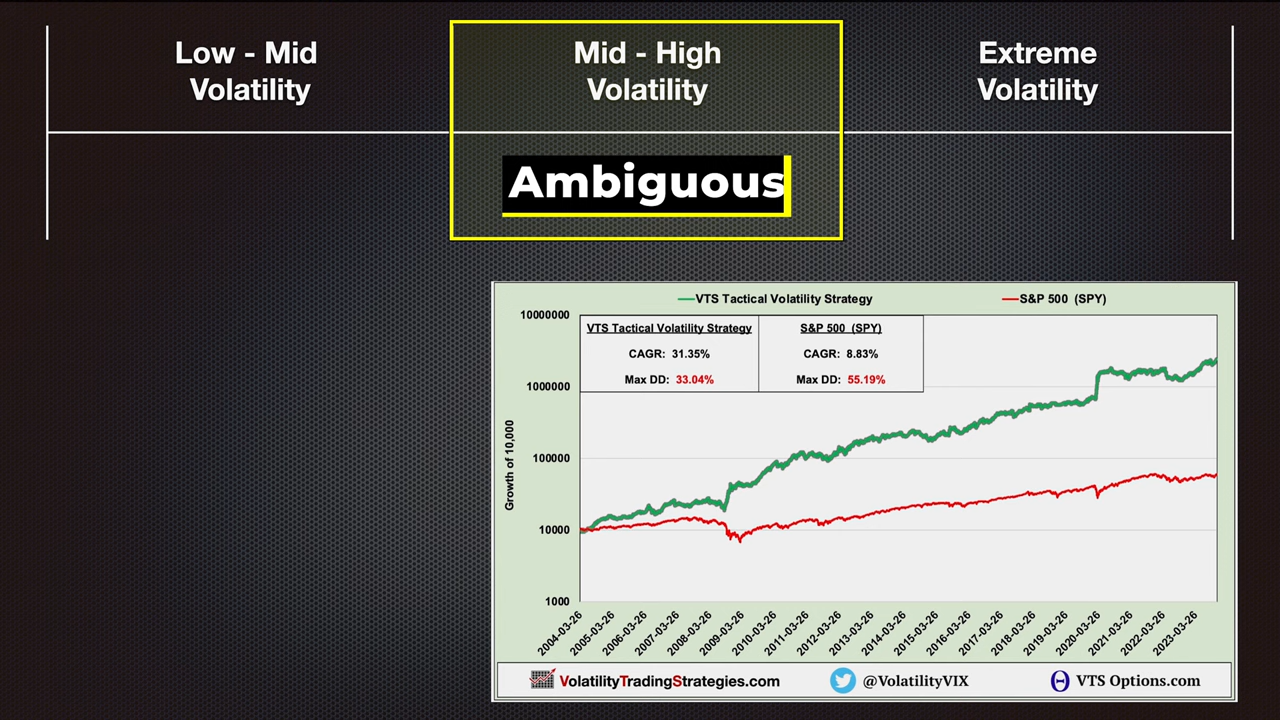 Low - Mid
Volatility
Mid - High
Volatility
Extreme
Volatility
Ambiguous
VTS Tactical Volatility Strategy
S&P 500 (SPY)
VTS Tactical Volatility Strategy
S&P 500 (SPY)
CAGR: 31.35%
CAGR: 8.83%
Max DD: 33.04%
Max DD: 55.19%
Growth of 10,000
10000000
1000000
100000
10000
1000
2004-03-26
2005-03-26
2006-03-26
2007-03-26
2008-03-26
2009-03-26
2010-03-26
2011-03-26
2012-03-26
2013-03-26
2014-03-26
2015-03-26
2016-03-26
2017-03-26
2018-03-26
2019-03-26
2020-03-26
2021-03-26
2022-03-26
2023-03-26
VolatilityTradingStrategies.com
@VolatilityVIX
VTS Options.com